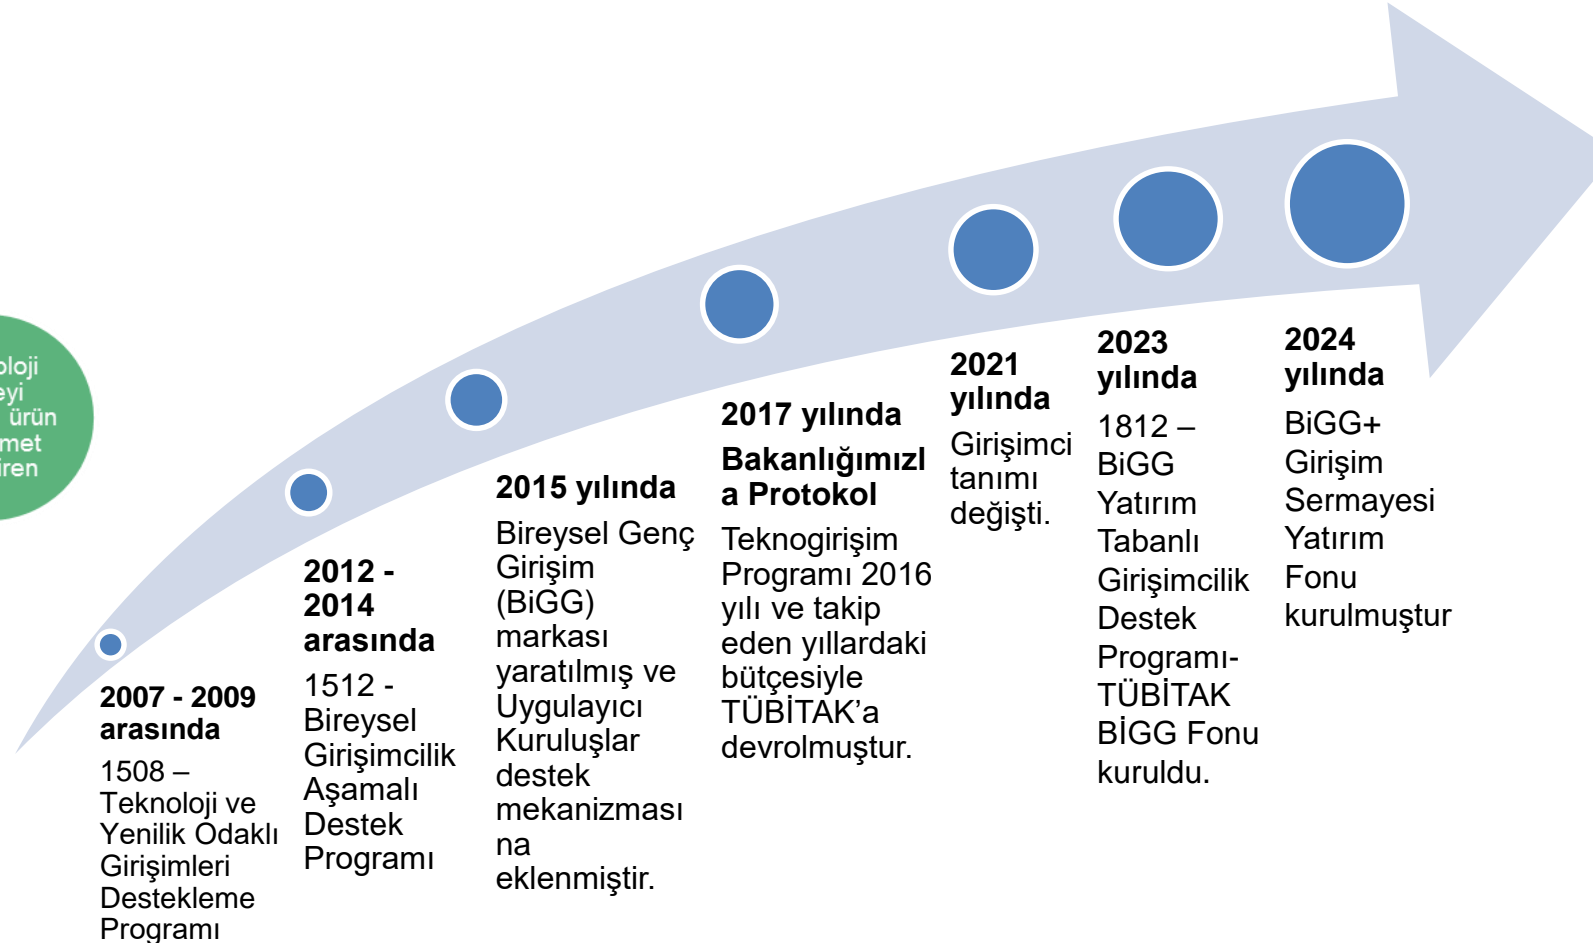 ürün
2007 - 2009
arasında
1508 –
Teknoloji ve
Yenilik Odaklı
Girişimleri
Destekleme
Programı
2012 -
2014
arasında
1512 -
Bireysel
Girişimcilik
Aşamalı
Destek
Programı
2015 yılında
Bireysel Genç
Girişim
(BiGG)
markası
yaratılmış ve
Uygulayıcı
Kuruluşlar
destek
mekanizması
na
eklenmiştir.
2017 yılında
Bakanlığımızl
a Protokol
Teknogirişim
Programı 2016
yılı ve takip
eden yıllardaki
bütçesiyle
TÜBİTAK’a
devrolmuştur.
2021
yılında
Girişimci
tanımı
değişti.
2023
yılında
1812 –
BiGG
Yatırım
Tabanlı
Girişimcilik
Destek
Programı-
TÜBİTAK
BİGG Fonu
kuruldu.
2024
yılında
BiGG+
Girişim
Sermayesi
Yatırım
Fonu
kurulmuştur